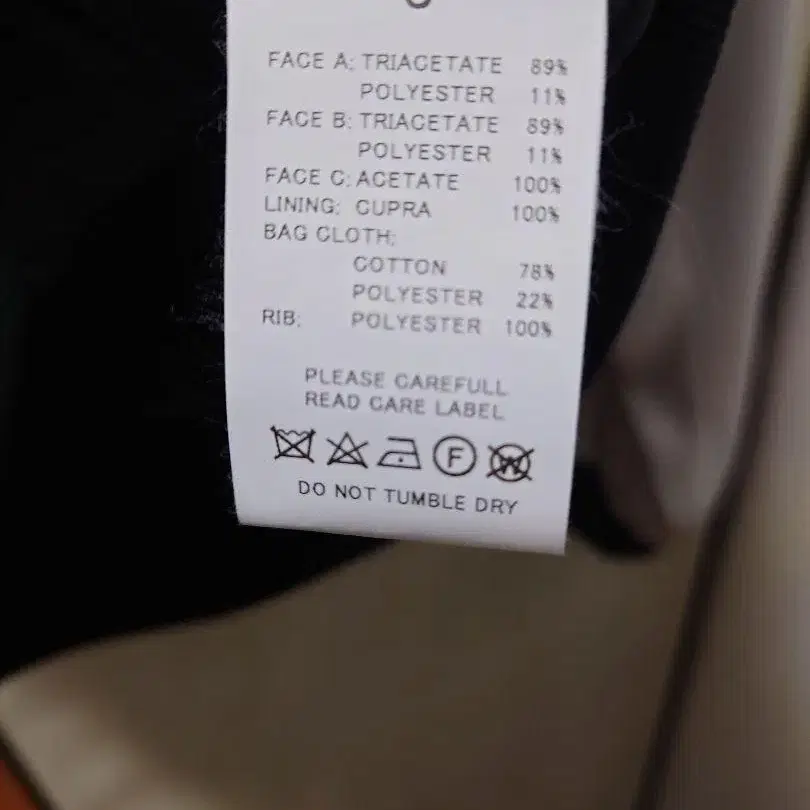 FACE A: TRIACETATE 89%
POLYESTER 11%
FACE B: TRIACETATE 89%
POLYESTER 11%
FACE C: ACETATE 100%
LINING: CUPRA 100%
BAG CLOTH:
COTTON 78%
POLYESTER 22%
RIB: POLYESTER 100%
PLEASE CAREFULL
READ CARE LABEL
F W
DO NOT TUMBLE DRY